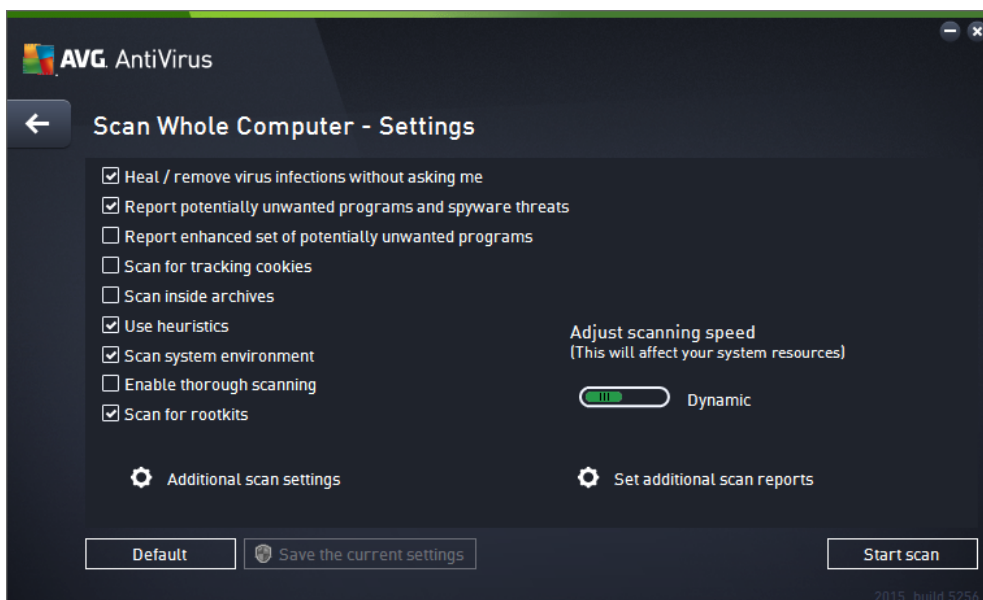 AVG. AntiVirus
Scan Whole Computer - Settings
Heal / remove virus infections without asking me
Report potentially unwanted programs and spyware threats
Report enhanced set of potentially unwanted programs
Scan for tracking cookies
Scan inside archives
Use heuristics
Scan system environment
Enable thorough scanning
Scan for rootkits
Adjust scanning speed
(This will affect your system resources)
Dynamic
Additional scan settings
Set additional scan reports
Default
Save the current settings
Start scan
2015, build 5256